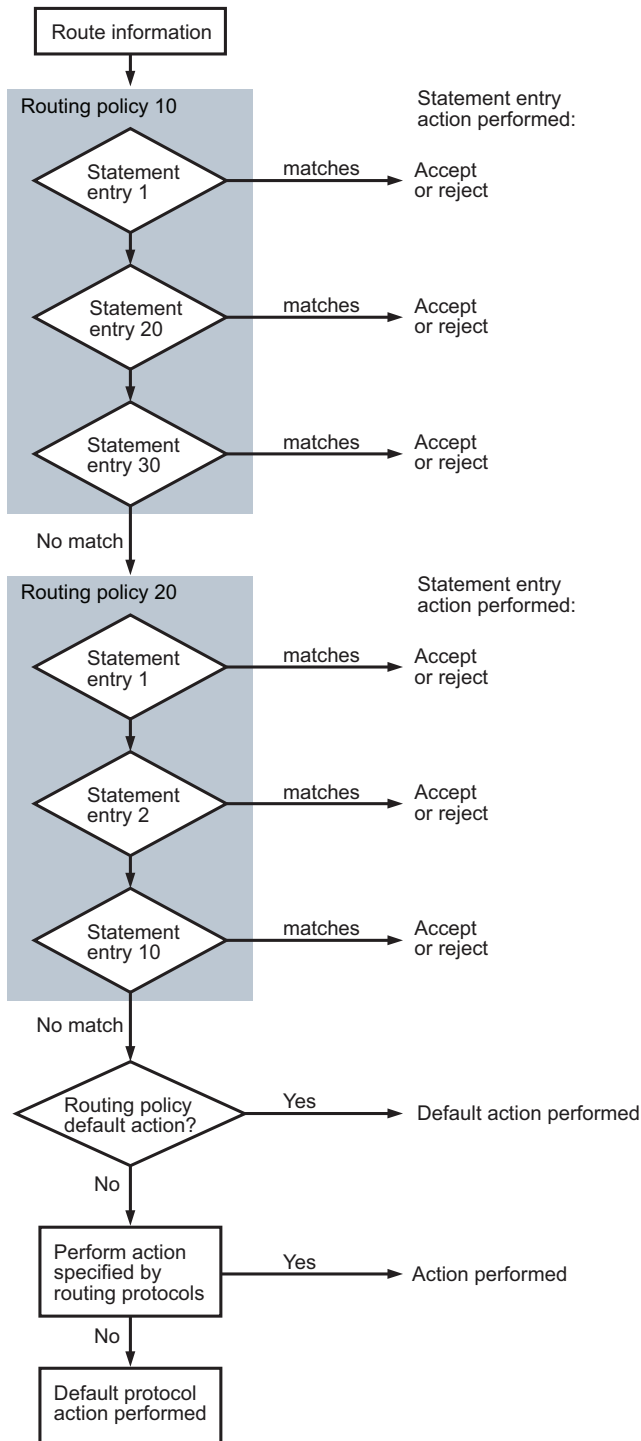 Route information
Routing policy 10
Statement entry
action performed:
Statement
entry 1
matches
Accept
or reject
Statement
entry 20
matches
Accept
or reject
Statement
entry 30
matches
Accept
or reject
No match
Routing policy 20
Statement entry
action performed:
Statement
entry 1
matches
Accept
or reject
Statement
entry 2
matches
Accept
or reject
Statement
entry 10
matches
Accept
or reject
No match
Routing policy
default action?
Yes
Default action performed
No
Perform action
specified by
routing protocols
Yes
Action performed
No
Default protocol
action performed